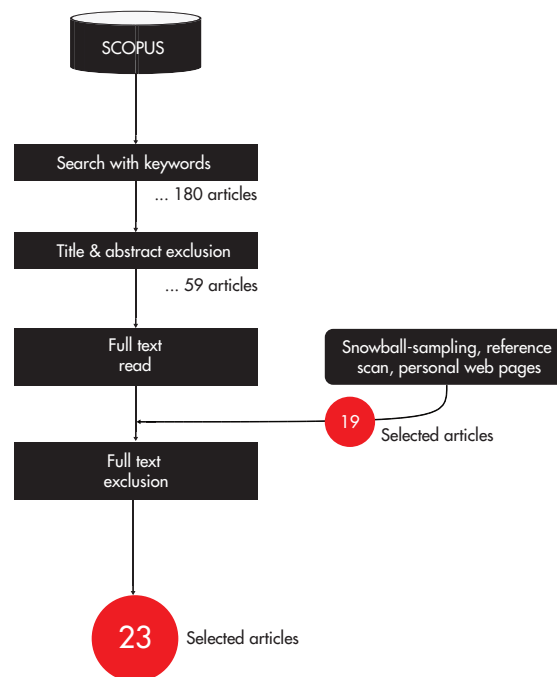 SCOPUS
Search with keywords
... 180 articles
Title & abstract exclusion
... 59 articles
Full text
read
Snowball-sampling, reference
scan, personal web pages
19
Selected articles
Full text
exclusion
23
Selected articles